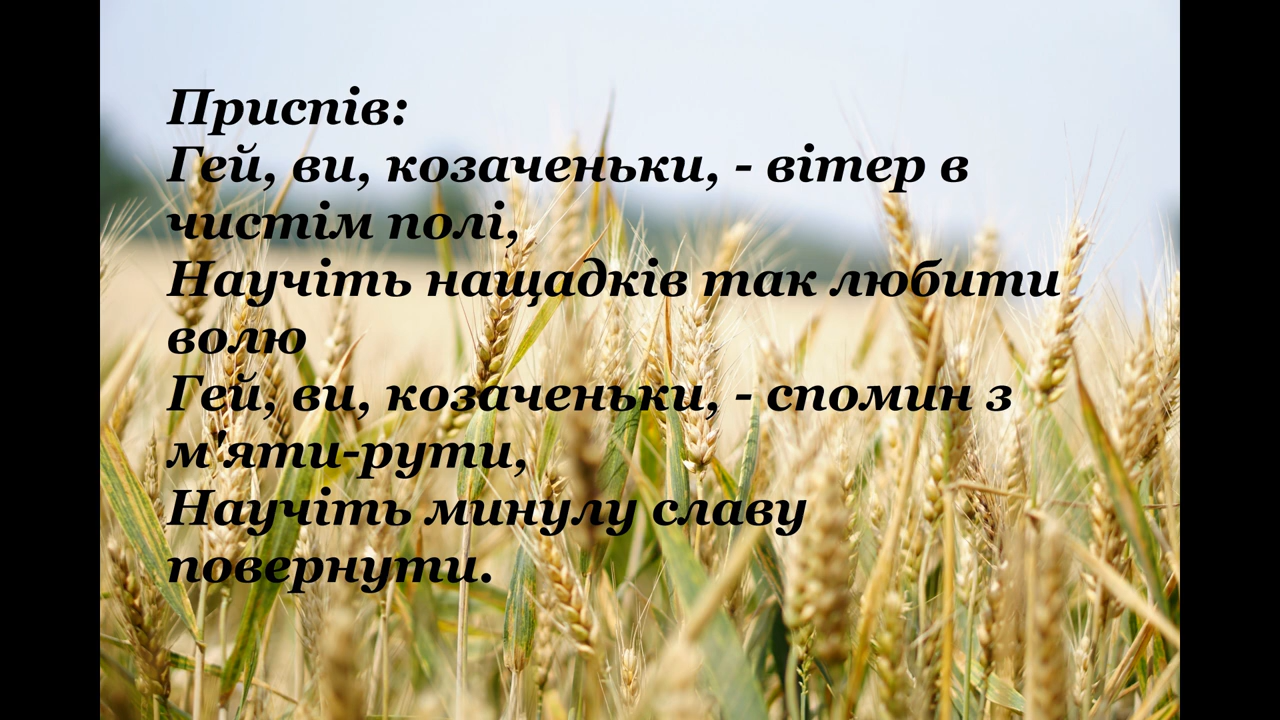 Приспів:
Гей, ви, козаченьки, - вітер в
чистім полі,
Научіть нащадків так любити
волю
Гей, ви, козаченьки, - спомин з
м'яти-рути,
Научіть минулу славу
повернути.